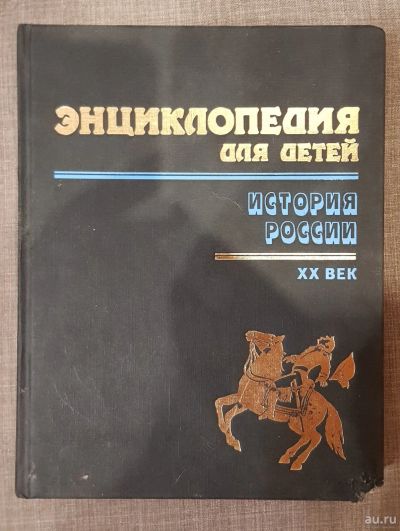 ЭНЦИКЛОПЕДИЯ
ДЛЯ ДЕТЕЙ
ИСТОРИЯ
РОССИИ
XX ВЕК
au.ru